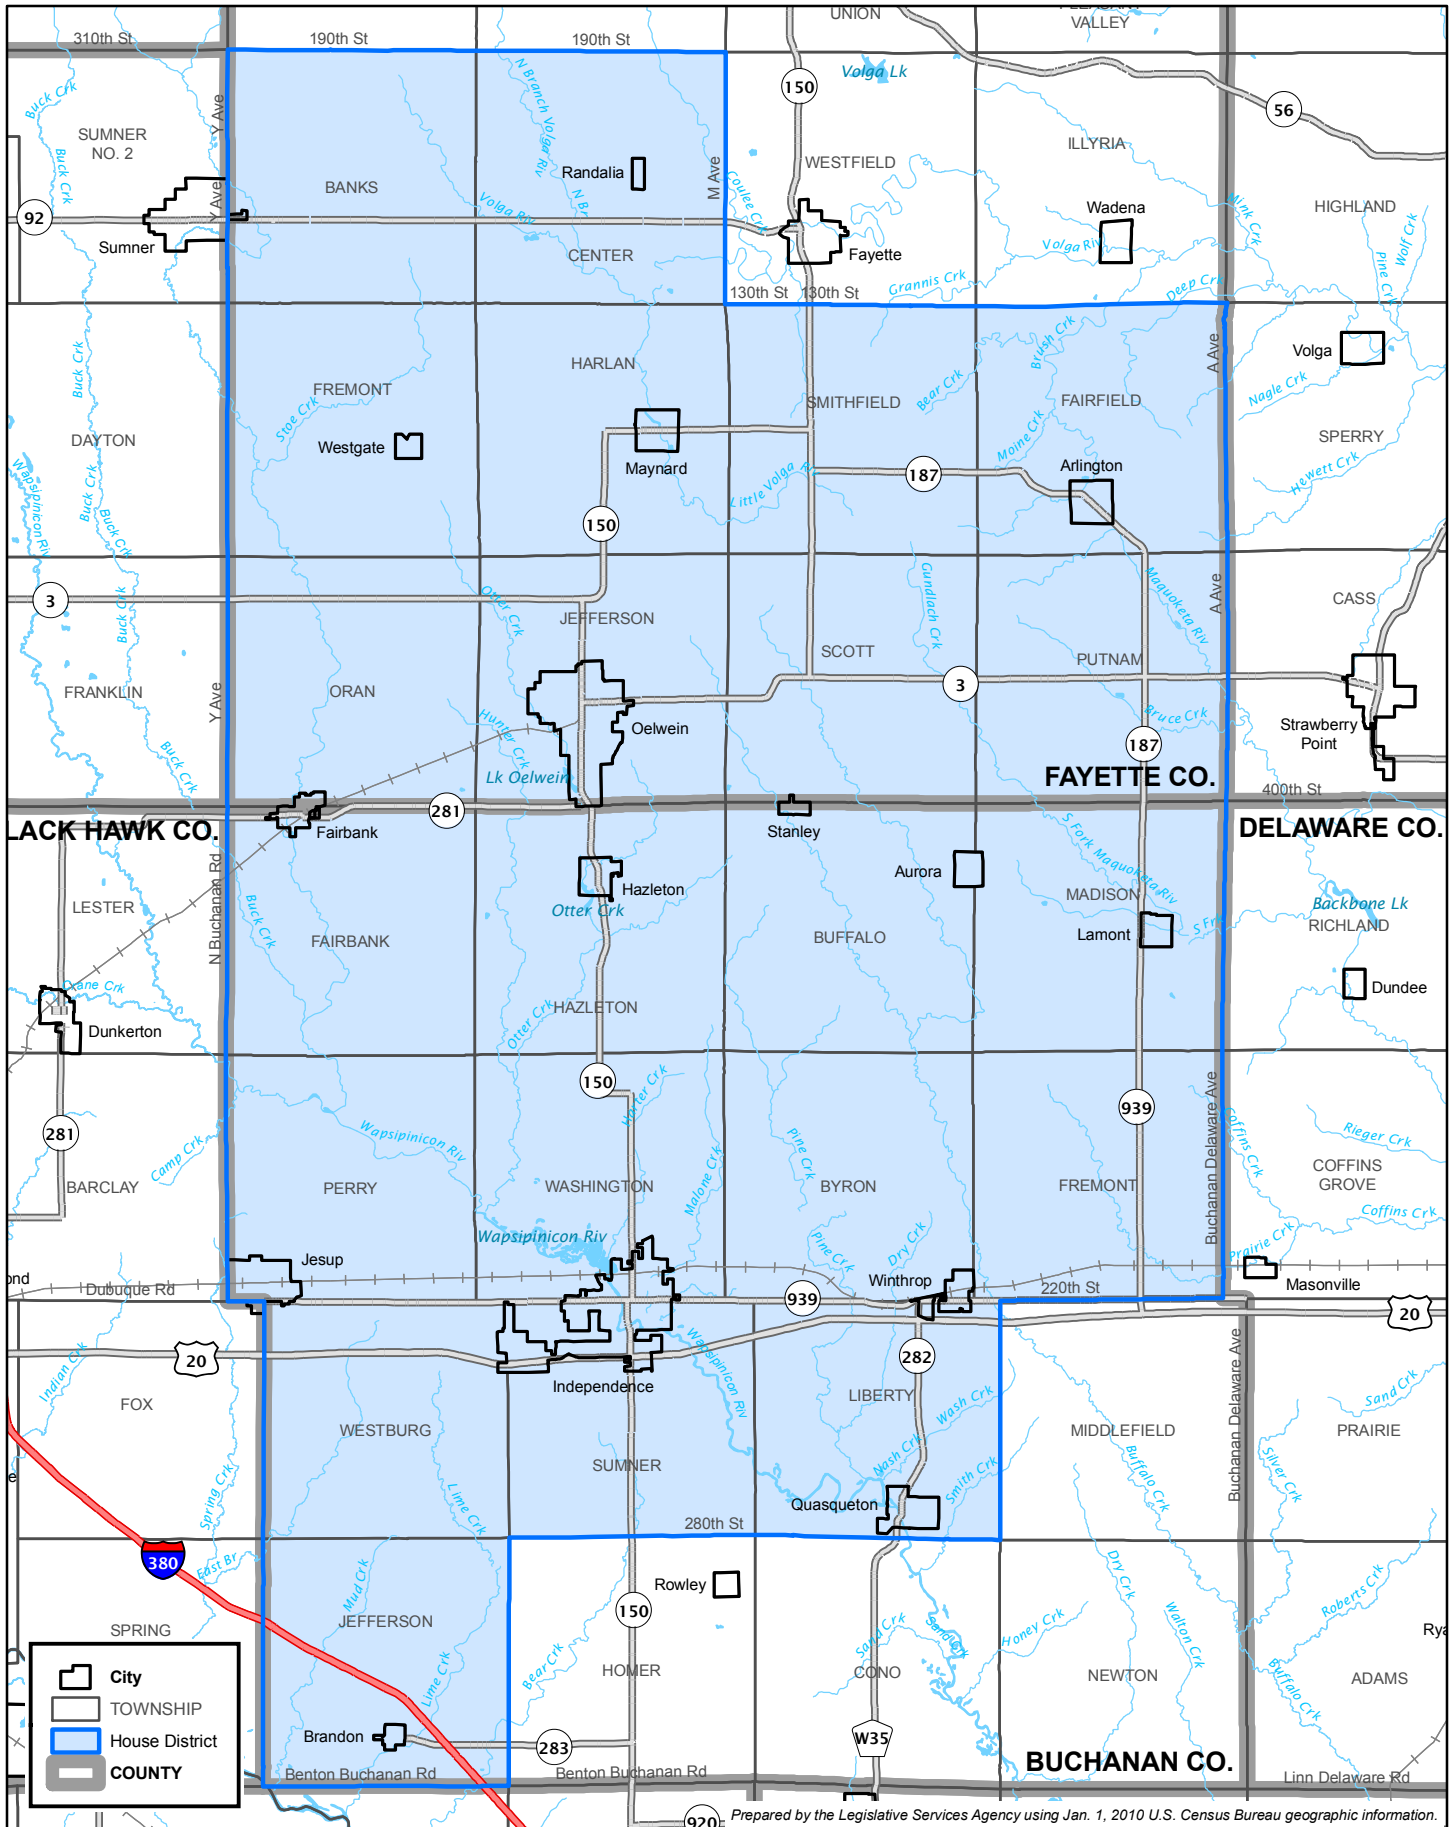 UNION
PLEASANT
VALLEY
310th St
190th St
190th St
Volga Lk
N Branch Volga Riv
150
56
Buck Crk
SUMNER
NO. 2
Y Ave
ILLYRIA
WESTFIELD
Randalia
M Ave
BANKS
Buck Crk
N Br
Coulee Crk
Volga Riv
Y Ave
92
Wadena
Mink Crk
HIGHLAND
Wolf Crk
Sumner
CENTER
Fayette
Volga Riv
Pine Crk
Grannis Crk
Deep Crk
130th St
130th St
Brush Crk
A Ave
Volga
Buck Crk
HARLAN
FREMONT
Bear Crk
Nagle Crk
SMITHFIELD
FAIRFIELD
Stoe Crk
DAYTON
Westgate
Maynard
Moine Crk
SPERRY
Arlington
Hewett Crk
Wapsipinicon Riv
Buck Crk
Little Volga Riv
187
150
Buck Crk
Otter Crk
Gundlach Crk
Maquoketa Riv
A Ave
3
Buck Crk
JEFFERSON
CASS
SCOTT
PUTNAM
FRANKLIN
ORAN
Y Ave
3
Oelwein
Hunter Crk
Bruce Crk
Strawberry
Point
187
Buck Crk
Lk Oelwein
FAYETTE CO.
400th St
281
Fairbank
Stanley
LACK HAWK CO.
DELAWARE CO.
S Fork Maquoketa Riv
N Buchanan Rd
Hazleton
Aurora
MADISON
LESTER
Otter Crk
Backbone Lk
RICHLAND
Buck Crk
FAIRBANK
BUFFALO
Lamont
S Frk
Crane Crk
Dundee
HAZLETON
Otter Crk
Dunkerton
150
Harter Crk
939
Buchanan Delaware Ave
281
Wapsipinicon Riv
Pine Crk
Coffins Crk
Rieger Crk
Camp Crk
Malone Crk
COFFINS
GROVE
BARCLAY
PERRY
WASHINGTON
BYRON
FREMONT
Coffins Crk
Wapsipinicon Riv
Pine Crk
Dry Crk
Prairie Crk
Jesup
Winthrop
ond
Dubuque Rd
939
220th St
Masonville
20
20
Wapsipinicon Riv
282
Indian Crk
Independence
Buchanan Delaware Ave
FOX
LIBERTY
Wash Crk
Sand Crk
WESTBURG
MIDDLEFIELD
PRAIRIE
SUMNER
Nash Crk
Smith Crk
Buffalo Crk
Silver Crk
e
Spring Crk
Lime Crk
Quasqueton
280th St
380
East Br
Mud Crk
Rowley
Dry Crk
Roberts Crk
JEFFERSON
150
Walton Crk
SPRING
Sand Crk
Sand Crk
Honey Crk
Rya
City
TOWNSHIP
House District
COUNTY
Lime Crk
Bear Crk
HOMER
CONO
NEWTON
Buffalo Crk
ADAMS
Brandon
283
W35
BUCHANAN CO.
Benton Buchanan Rd
Benton Buchanan Rd
Linn Delaware Rd
920
Prepared by the Legislative Services Agency using Jan. 1, 2010 U.S. Census Bureau geographic information.